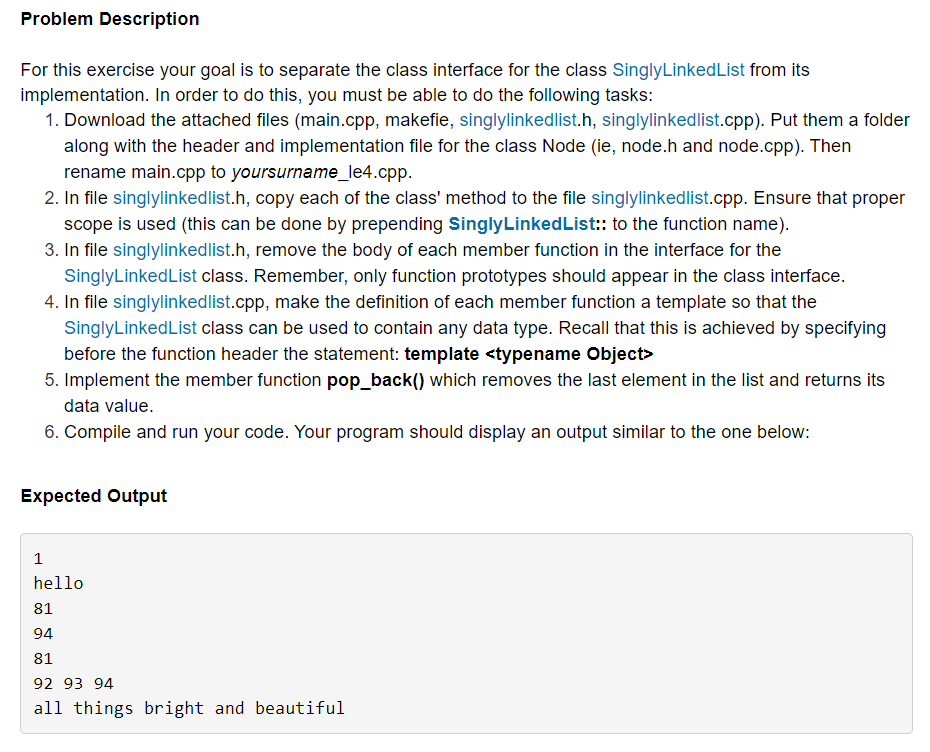 Problem Description
For this exercise your goal is to separate the class interface for the class SinglyLinkedList from its
implementation. In order to do this, you must be able to do the following tasks:
1. Download the attached files (main.cpp, makefie, singlylinkedlist.h, singlylinkedlist.cpp). Put them a folder
along with the header and implementation file for the class Node (ie, node.h and node.cpp). Then
rename main.cpp to yoursurname_le4.cpp.
2. In file singlylinkedlist.h, copy each of the class' method to the file singlylinkedlist.cpp. Ensure that proper
scope is used (this can be done by prepending SinglyLinkedList:: to the function name).
3. In file singlylinkedlist.h, remove the body of each member function in the interface for the
SinglyLinkedList class. Remember, only function prototypes should appear in the class interface.
4. In file singlylinkedlist.cpp, make the definition of each member function a template so that the
SinglyLinkedList class can be used to contain any data type. Recall that this is achieved by specifying
before the function header the statement: template <typename Object>
5. Implement the member function pop_back() which removes the last element in the list and returns its
data value.
6. Compile and run your code. Your program should display an output similar to the one below:
Expected Output
1
hello
81
94
81
92 93 94
all things bright and beautiful